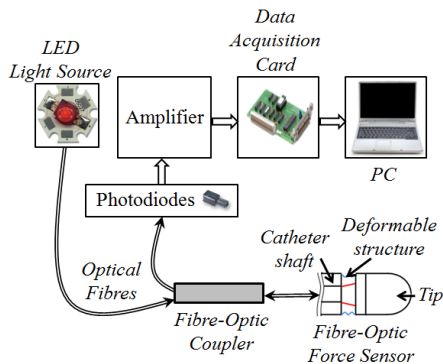 LED
Light Source
Data
Acquisition
Card
Amplifier
PC
Photodiodes
Optical
Fibres
Catheter
shaft
Deformable
structure
Tip
Fibre-Optic
Coupler
Fibre-Optic
Force Sensor